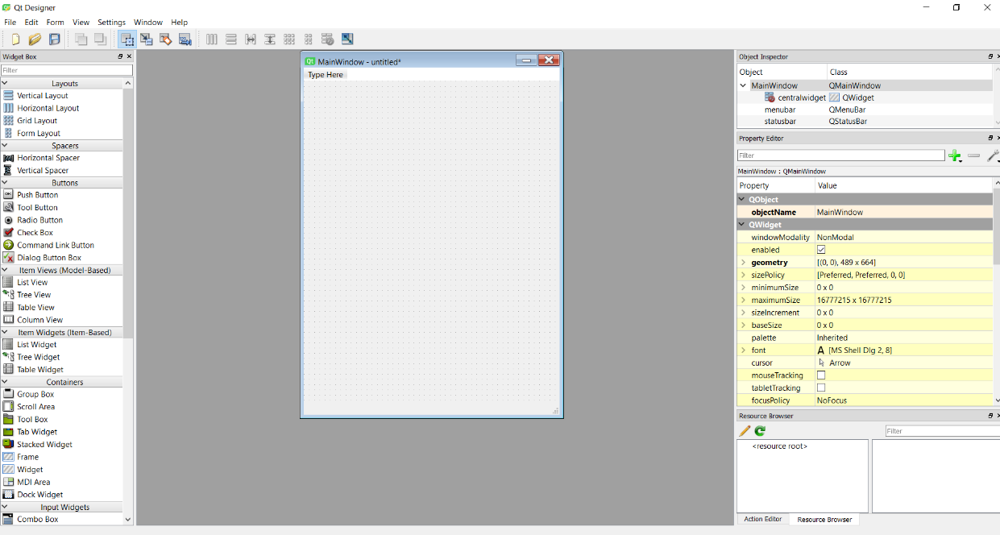 Qt Designer
File Edit Form View Settings Window Help
Widget Box
Filter
Layouts
Vertical Layout
Horizontal Layout
Grid Layout
Form Layout
Spacers
Horizontal Spacer
Vertical Spacer
Buttons
Push Button
Tool Button
Radio Button
Check Box
Command Link Button
Dialog Button Box
Item Views (Model-Based)
List View
Tree View
Table View
Column View
Item Widgets (Item-Based)
List Widget
Tree Widget
Table Widget
Containers
Group Box
Scroll Area
Tool Box
Tab Widget
Stacked Widget
Frame
Widget
MDI Area
Dock Widget
Input Widgets
Combo Box
MainWindow - untitled*
Type Here
Object Inspector
Object Class
MainWindow QMainWindow
centralwidget QWidget
menubar QMenuBar
statusbar QStatusBar
Property Editor
Filter
MainWindow : QMainWindow
Property Value
QObject
objectName MainWindow
QWidget
windowModality NonModal
enabled
geometry [(0, 0), 489 x 664]
sizePolicy [Preferred, Preferred, 0, 0]
minimumSize 0 x 0
maximumSize 16777215 x 16777215
sizeIncrement 0 x 0
baseSize 0 x 0
palette Inherited
font A [MS Shell Dlg 2, 8]
cursor Arrow
mouseTracking
tabletTracking
focusPolicy NoFocus
Resource Browser
Filter
<resource root>
Action Editor Resource Browser